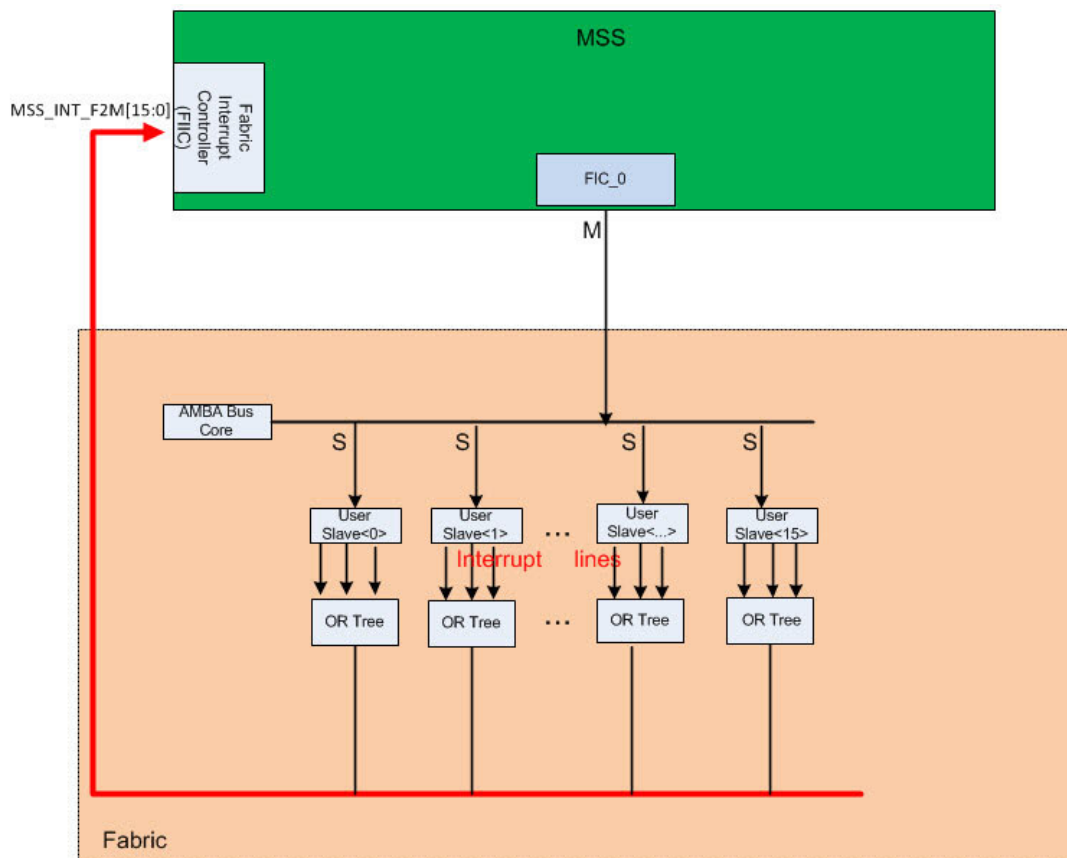 MSS
MSS_INT_F2M[15:0]
Fabric
Interrupt
Controller
(FIIC)
FIC_0
M
AMBA Bus
Core
S
S
S
S
User
Slave<0>
User
Slave<1>
...
User
Slave<...>
User
Slave<15>
Interrupt lines
OR Tree
OR Tree
...
OR Tree
OR Tree
Fabric